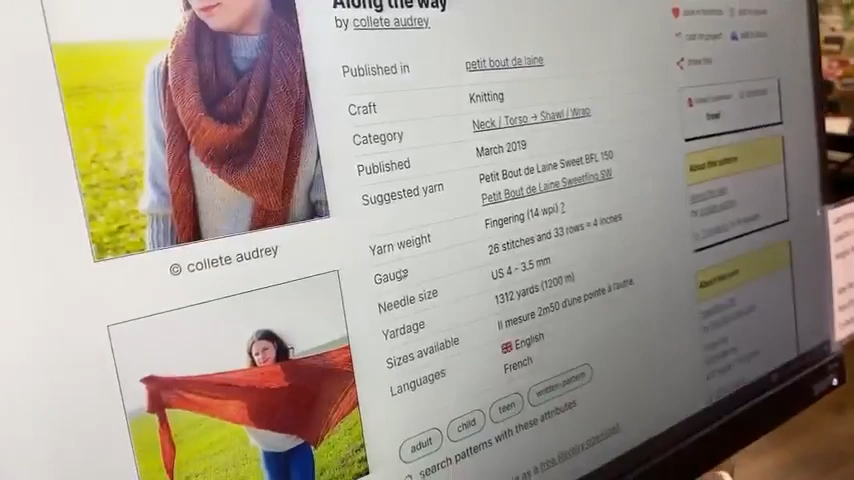 Along the way
by collete audrey
Published in petit bout de laine
Craft Knitting
Category Neck / Torso → Shawl / Wrap
Published March 2019
Suggested yarn Petit Bout de Laine Sweet BFL 150
Petit Bout de Laine Sweetfing SW
Yarn weight Fingering (14 wpi) ?
Gauge 26 stitches and 33 rows = 4 inches
Needle size US 4 - 3.5 mm
Yardage 1312 yards (1200 m)
Sizes available Il mesure 2m50 d'une pointe à l'autre
Languages English
French
adult child teen written-pattern
search patterns with these attributes
© collete audrey